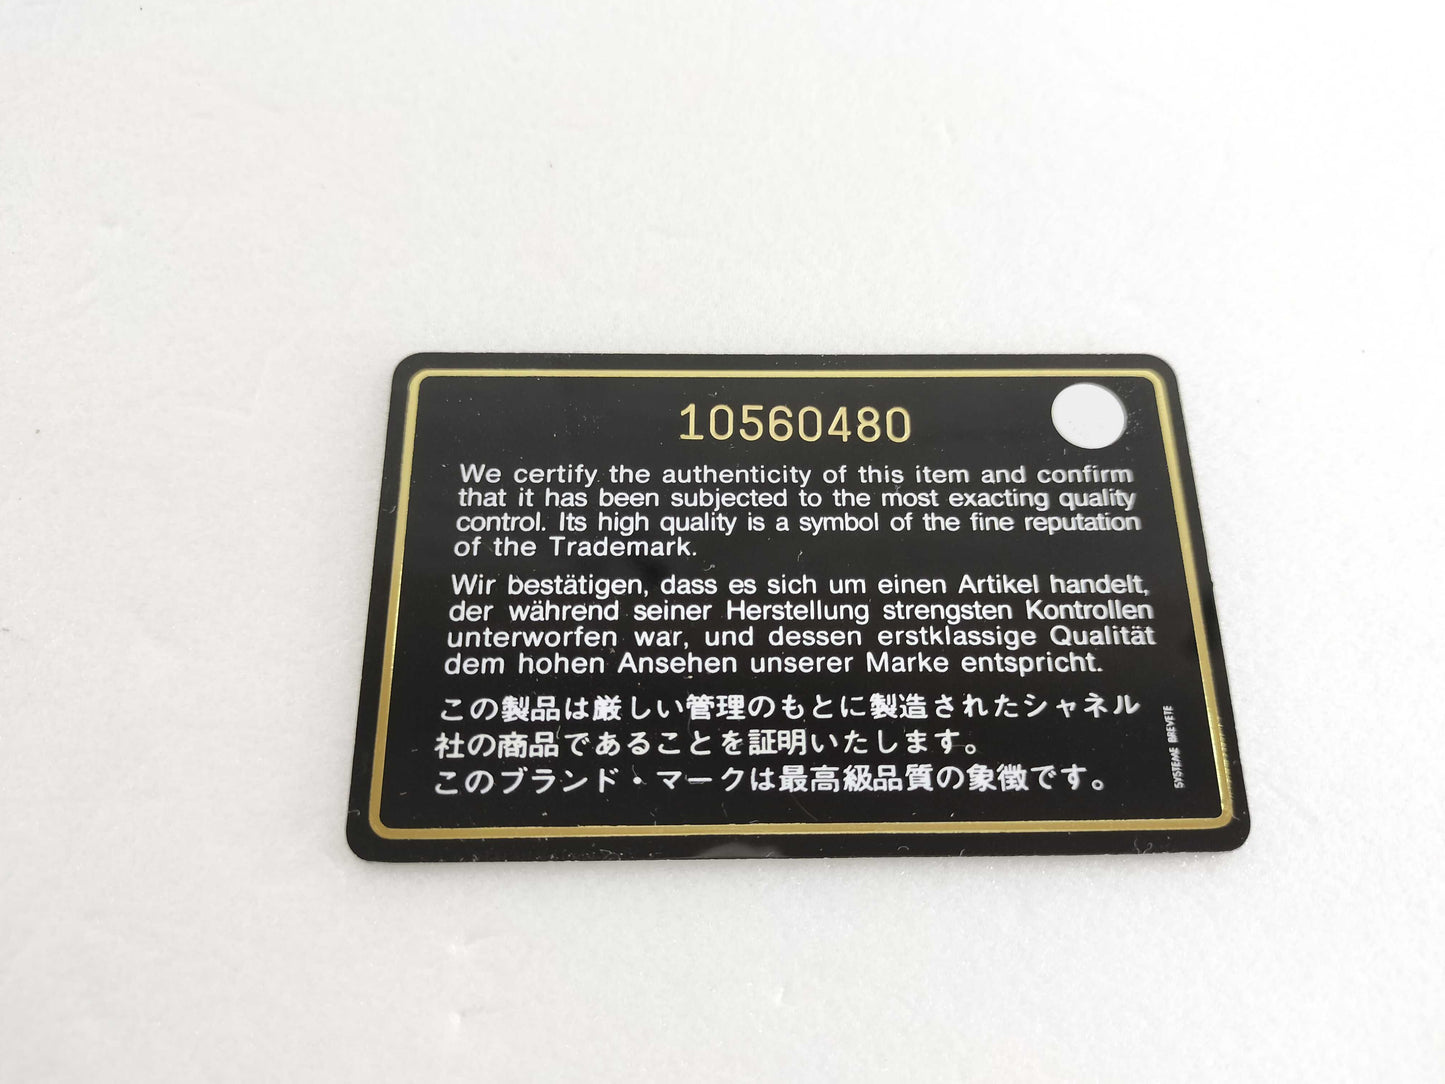 10560480
We certify the authenticity of this item and confirm
that it has been subjected to the most exacting quality
control. Its high quality is a symbol of the fine reputation
of the Trademark.
Wir bestätigen, dass es sich um einen Artikel handelt,
der während seiner Herstellung strengsten Kontrollen
unterworfen war, und dessen erstklassige Qualität
dem hohen Ansehen unserer Marke entspricht.
この製品は厳しい管理のもとに製造されたシャネル
社の商品であることを証明いたします。
このブランド・マークは最高級品質の象徴です。
SYSTEME BREVETE